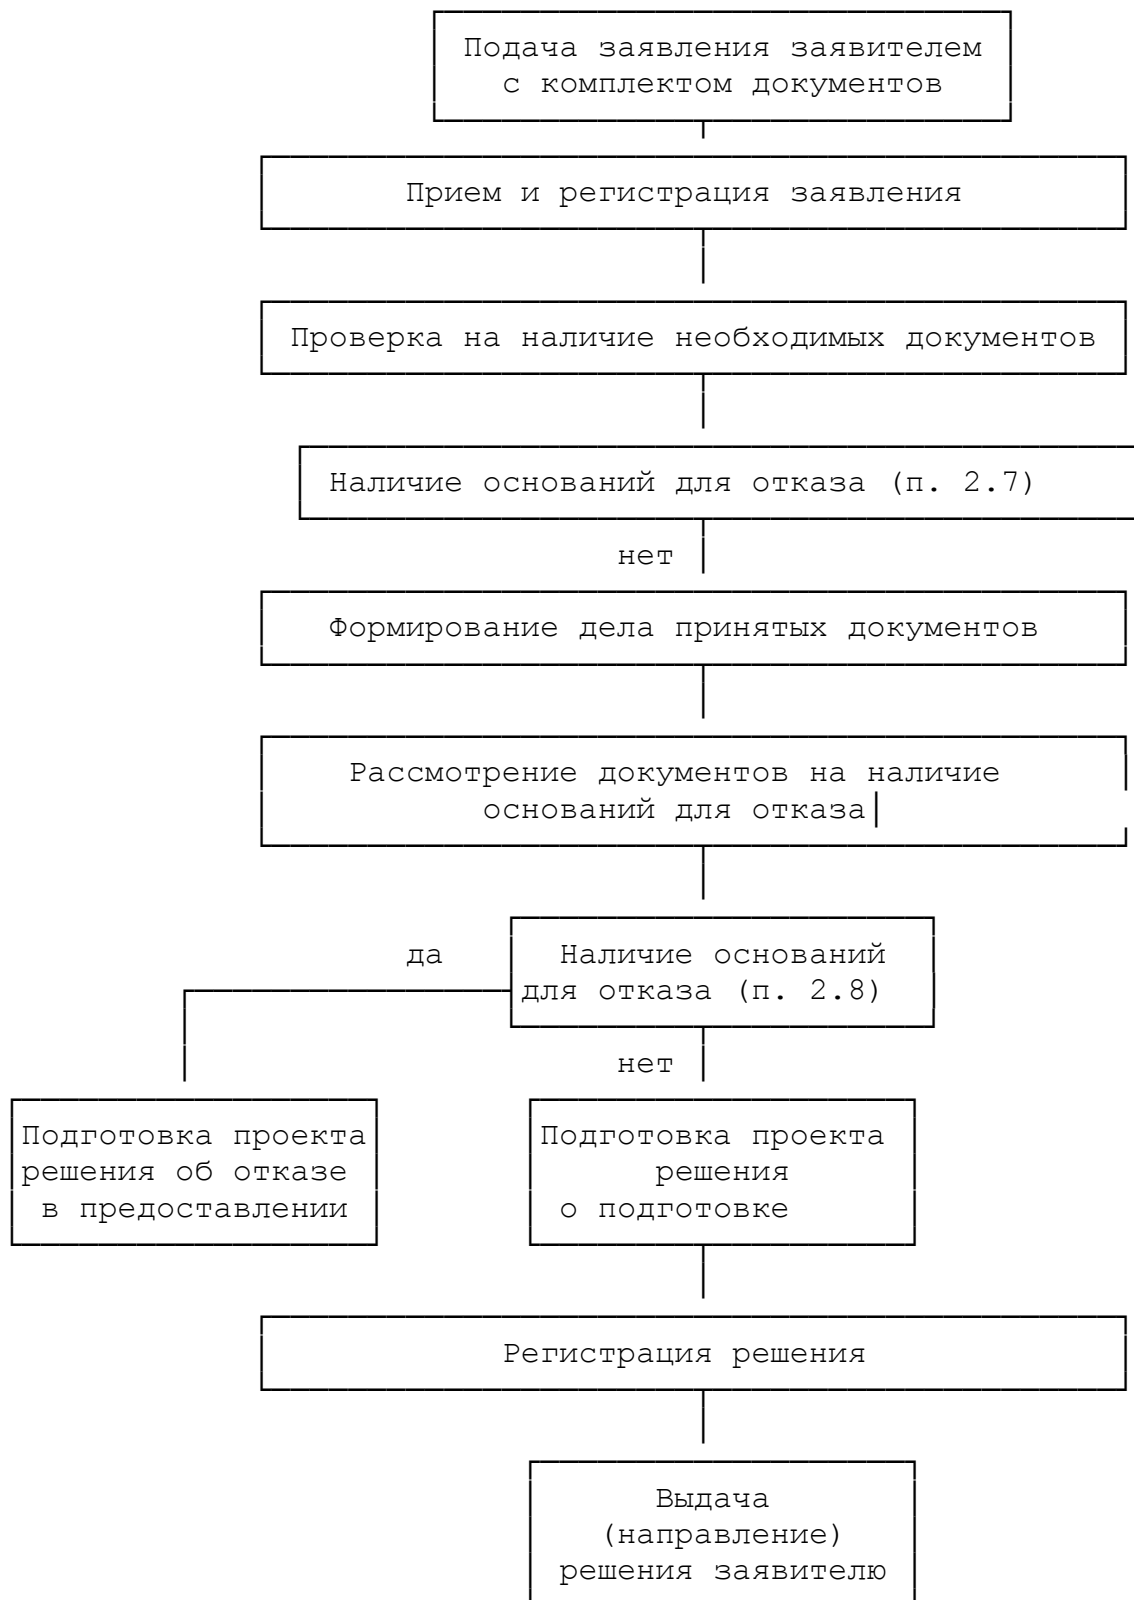 Подача заявления заявителем
с комплектом документов
Прием и регистрация заявления
Проверка на наличие необходимых документов
Наличие оснований для отказа (п. 2.7)
нет
Формирование дела принятых документов
Рассмотрение документов на наличие
оснований для отказа
да
Наличие оснований
для отказа (п. 2.8)
нет
Подготовка проекта
решения об отказе
в предоставлении
Подготовка проекта
решения
о подготовке
Регистрация решения
Выдача
(направление)
решения заявителю